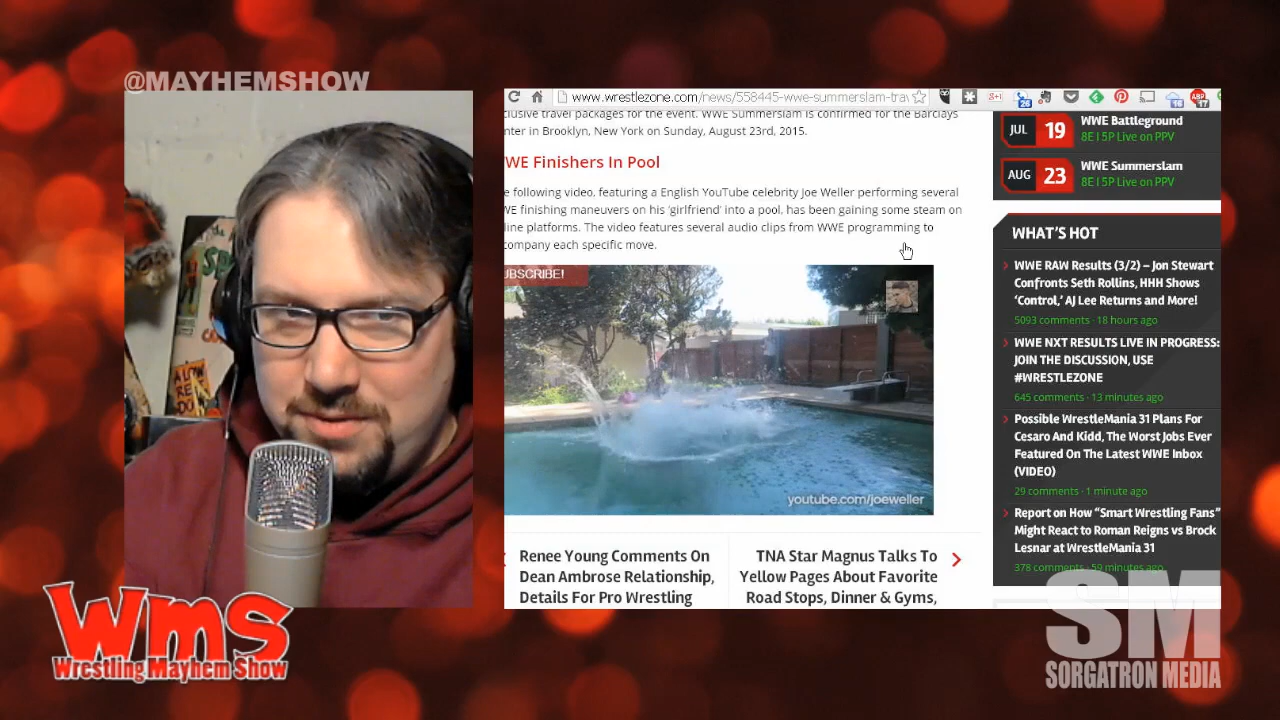 @MAYHEMSHOW
www.wrestlezone.com/news/558445-wwe-summerslam-tra
clusive travel packages for the event. WWE Summerslam is confirmed for the Barclays
nter in Brooklyn, New York on Sunday, August 23rd, 2015.
WE Finishers In Pool
e following video, featuring a English YouTube celebrity Joe Weller performing several
WE finishing maneuvers on his 'girlfriend' into a pool, has been gaining some steam on
line platforms. The video features several audio clips from WWE programming to
company each specific move.
UBSCRIBE!
youtube.com/joeweller
Renee Young Comments On
Dean Ambrose Relationship,
Details For Pro Wrestling
TNA Star Magnus Talks To
Yellow Pages About Favorite
Road Stops, Dinner & Gyms,
26
g+1
16
ABP
17
JUL 19
WWE Battleground
8E | 5P Live on PPV
AUG 23
WWE Summerslam
8E | 5P Live on PPV
WHAT'S HOT
WWE RAW Results (3/2) – Jon Stewart
Confronts Seth Rollins, HHH Shows
'Control,' AJ Lee Returns and More!
5093 comments · 18 hours ago
WWE NXT RESULTS LIVE IN PROGRESS:
JOIN THE DISCUSSION, USE
#WRESTLEZONE
645 comments · 13 minutes ago
Possible WrestleMania 31 Plans For
Cesaro And Kidd, The Worst Jobs Ever
Featured On The Latest WWE Inbox
(VIDEO)
29 comments · 1 minute ago
Report on How “Smart Wrestling Fans”
Might React to Roman Reigns vs Brock
Lesnar at WrestleMania 31
378 comments · 59 minutes ago
wms
Wrestling Mayhem Show
SM
SORGATRON MEDIA